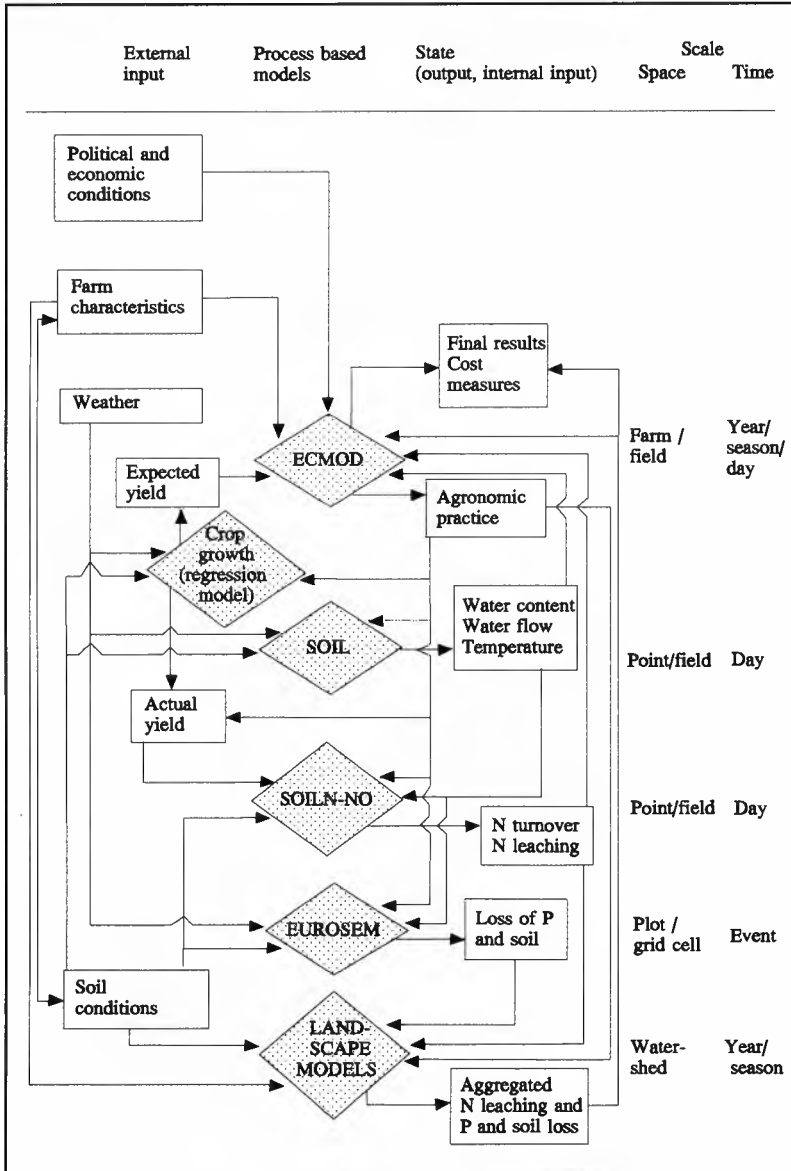 External input
Process based models
State (output, internal input)
Scale
Space
Time
Political and economic conditions
Farm characteristics
Final results
Cost measures
Weather
ECMOD
Farm / field
Year/ season/ day
Expected yield
Agronomic practice
Crop growth (regression model)
Water content
Water flow
Temperature
SOIL
Point/field
Day
Actual yield
SOILN-NO
Point/field
Day
N turnover
N leaching
EUROSEM
Loss of P and soil
Plot / grid cell
Event
Soil conditions
LAND-
SCAPE
MODELS
Water-
shed
Year/
season
Aggregated
N leaching and
P and soil loss